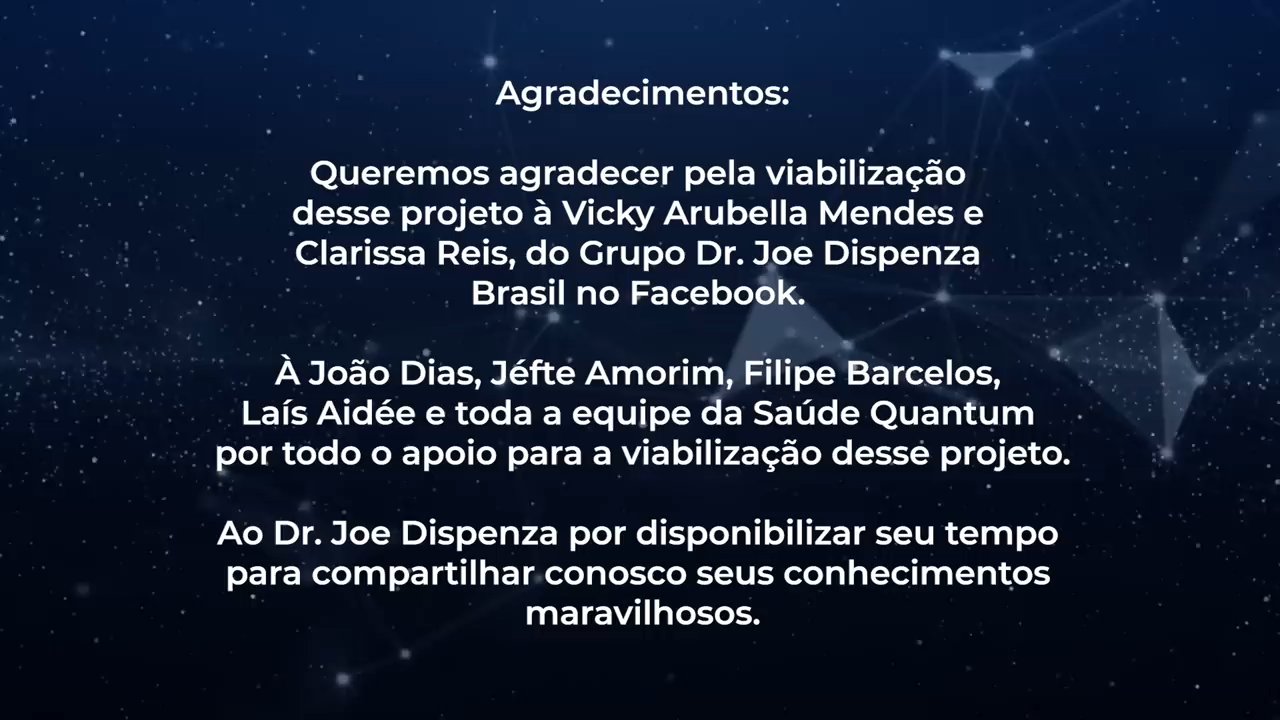 Agradecimentos:
Queremos agradecer pela viabilização
desse projeto à Vicky Arubella Mendes e
Clarissa Reis, do Grupo Dr. Joe Dispenza
Brasil no Facebook.
À João Dias, Jéfte Amorim, Filipe Barcelos,
Laís Aidée e toda a equipe da Saúde Quantum
por todo o apoio para a viabilização desse projeto.
Ao Dr. Joe Dispenza por disponibilizar seu tempo
para compartilhar conosco seus conhecimentos
maravilhosos.